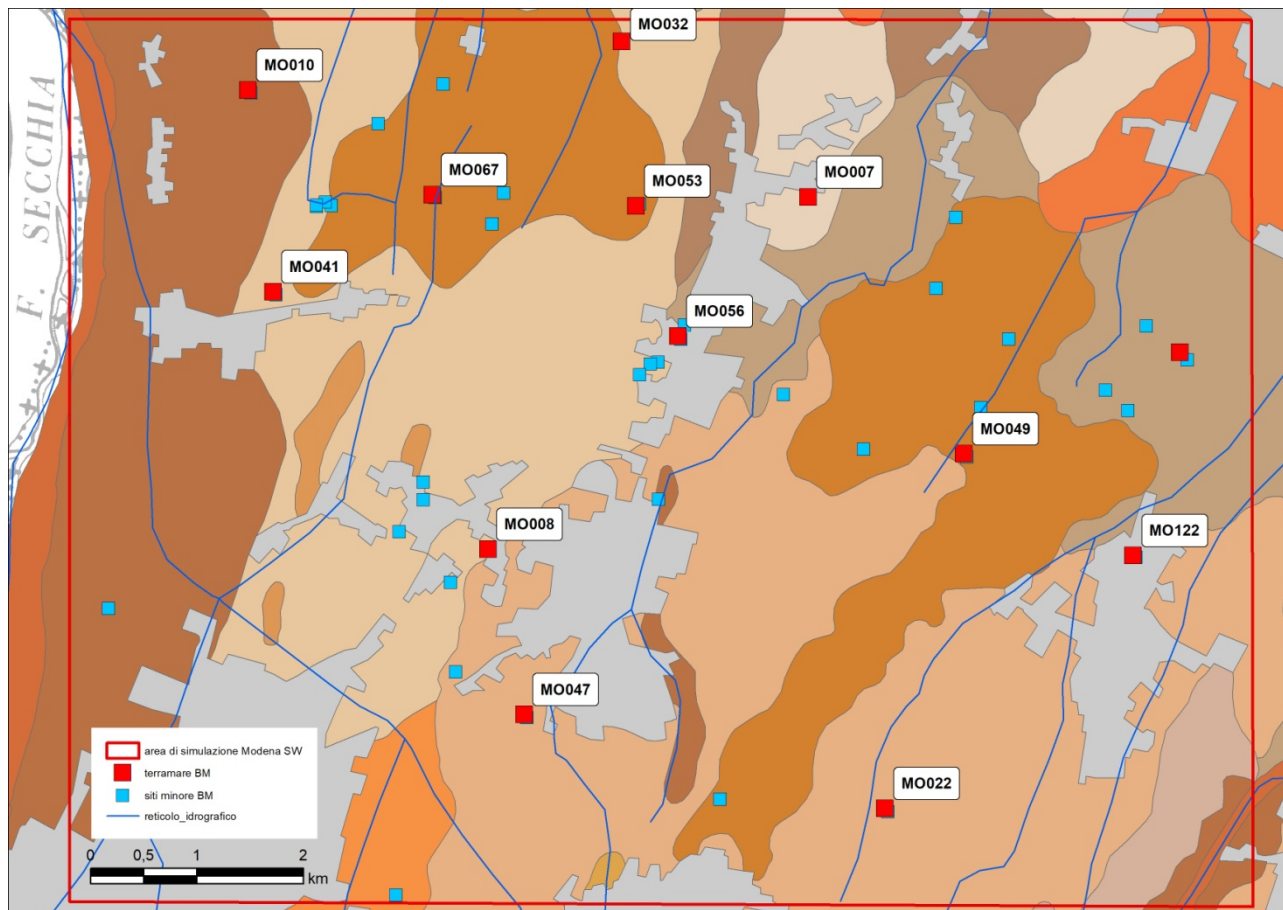 MO032
MO010
F. SECCHIA
MO067
MO053
MO007
MO041
MO056
MO049
MO008
MO122
MO047
MO022
area di simulazione Modena SW
terramare BM
siti minore BM
reticolo_idrografico
0 0,5 1 2
km